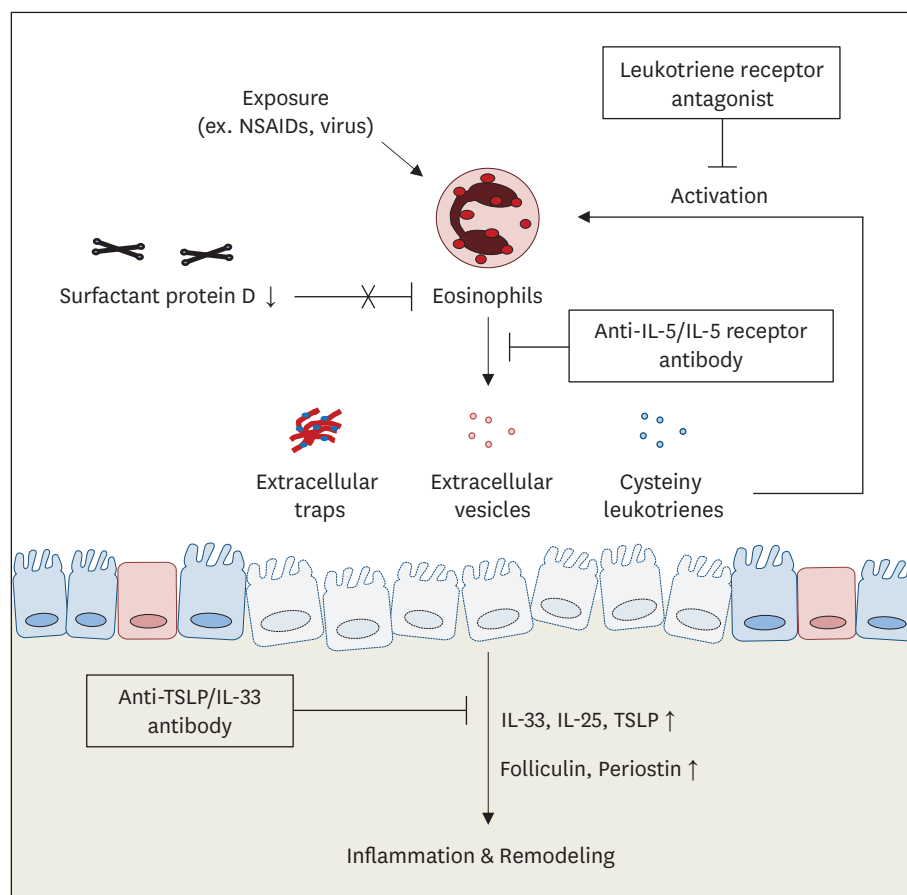 Leukotriene receptor
antagonist
Exposure
(ex. NSAIDs, virus)
Activation
Surfactant protein D ↓
Eosinophils
Anti-IL-5/IL-5 receptor
antibody
Extracellular
traps
Extracellular
vesicles
Cysteiny
leukotrienes
Anti-TSLP/IL-33
antibody
IL-33, IL-25, TSLP ↑
Folliculin, Periostin ↑
Inflammation & Remodeling